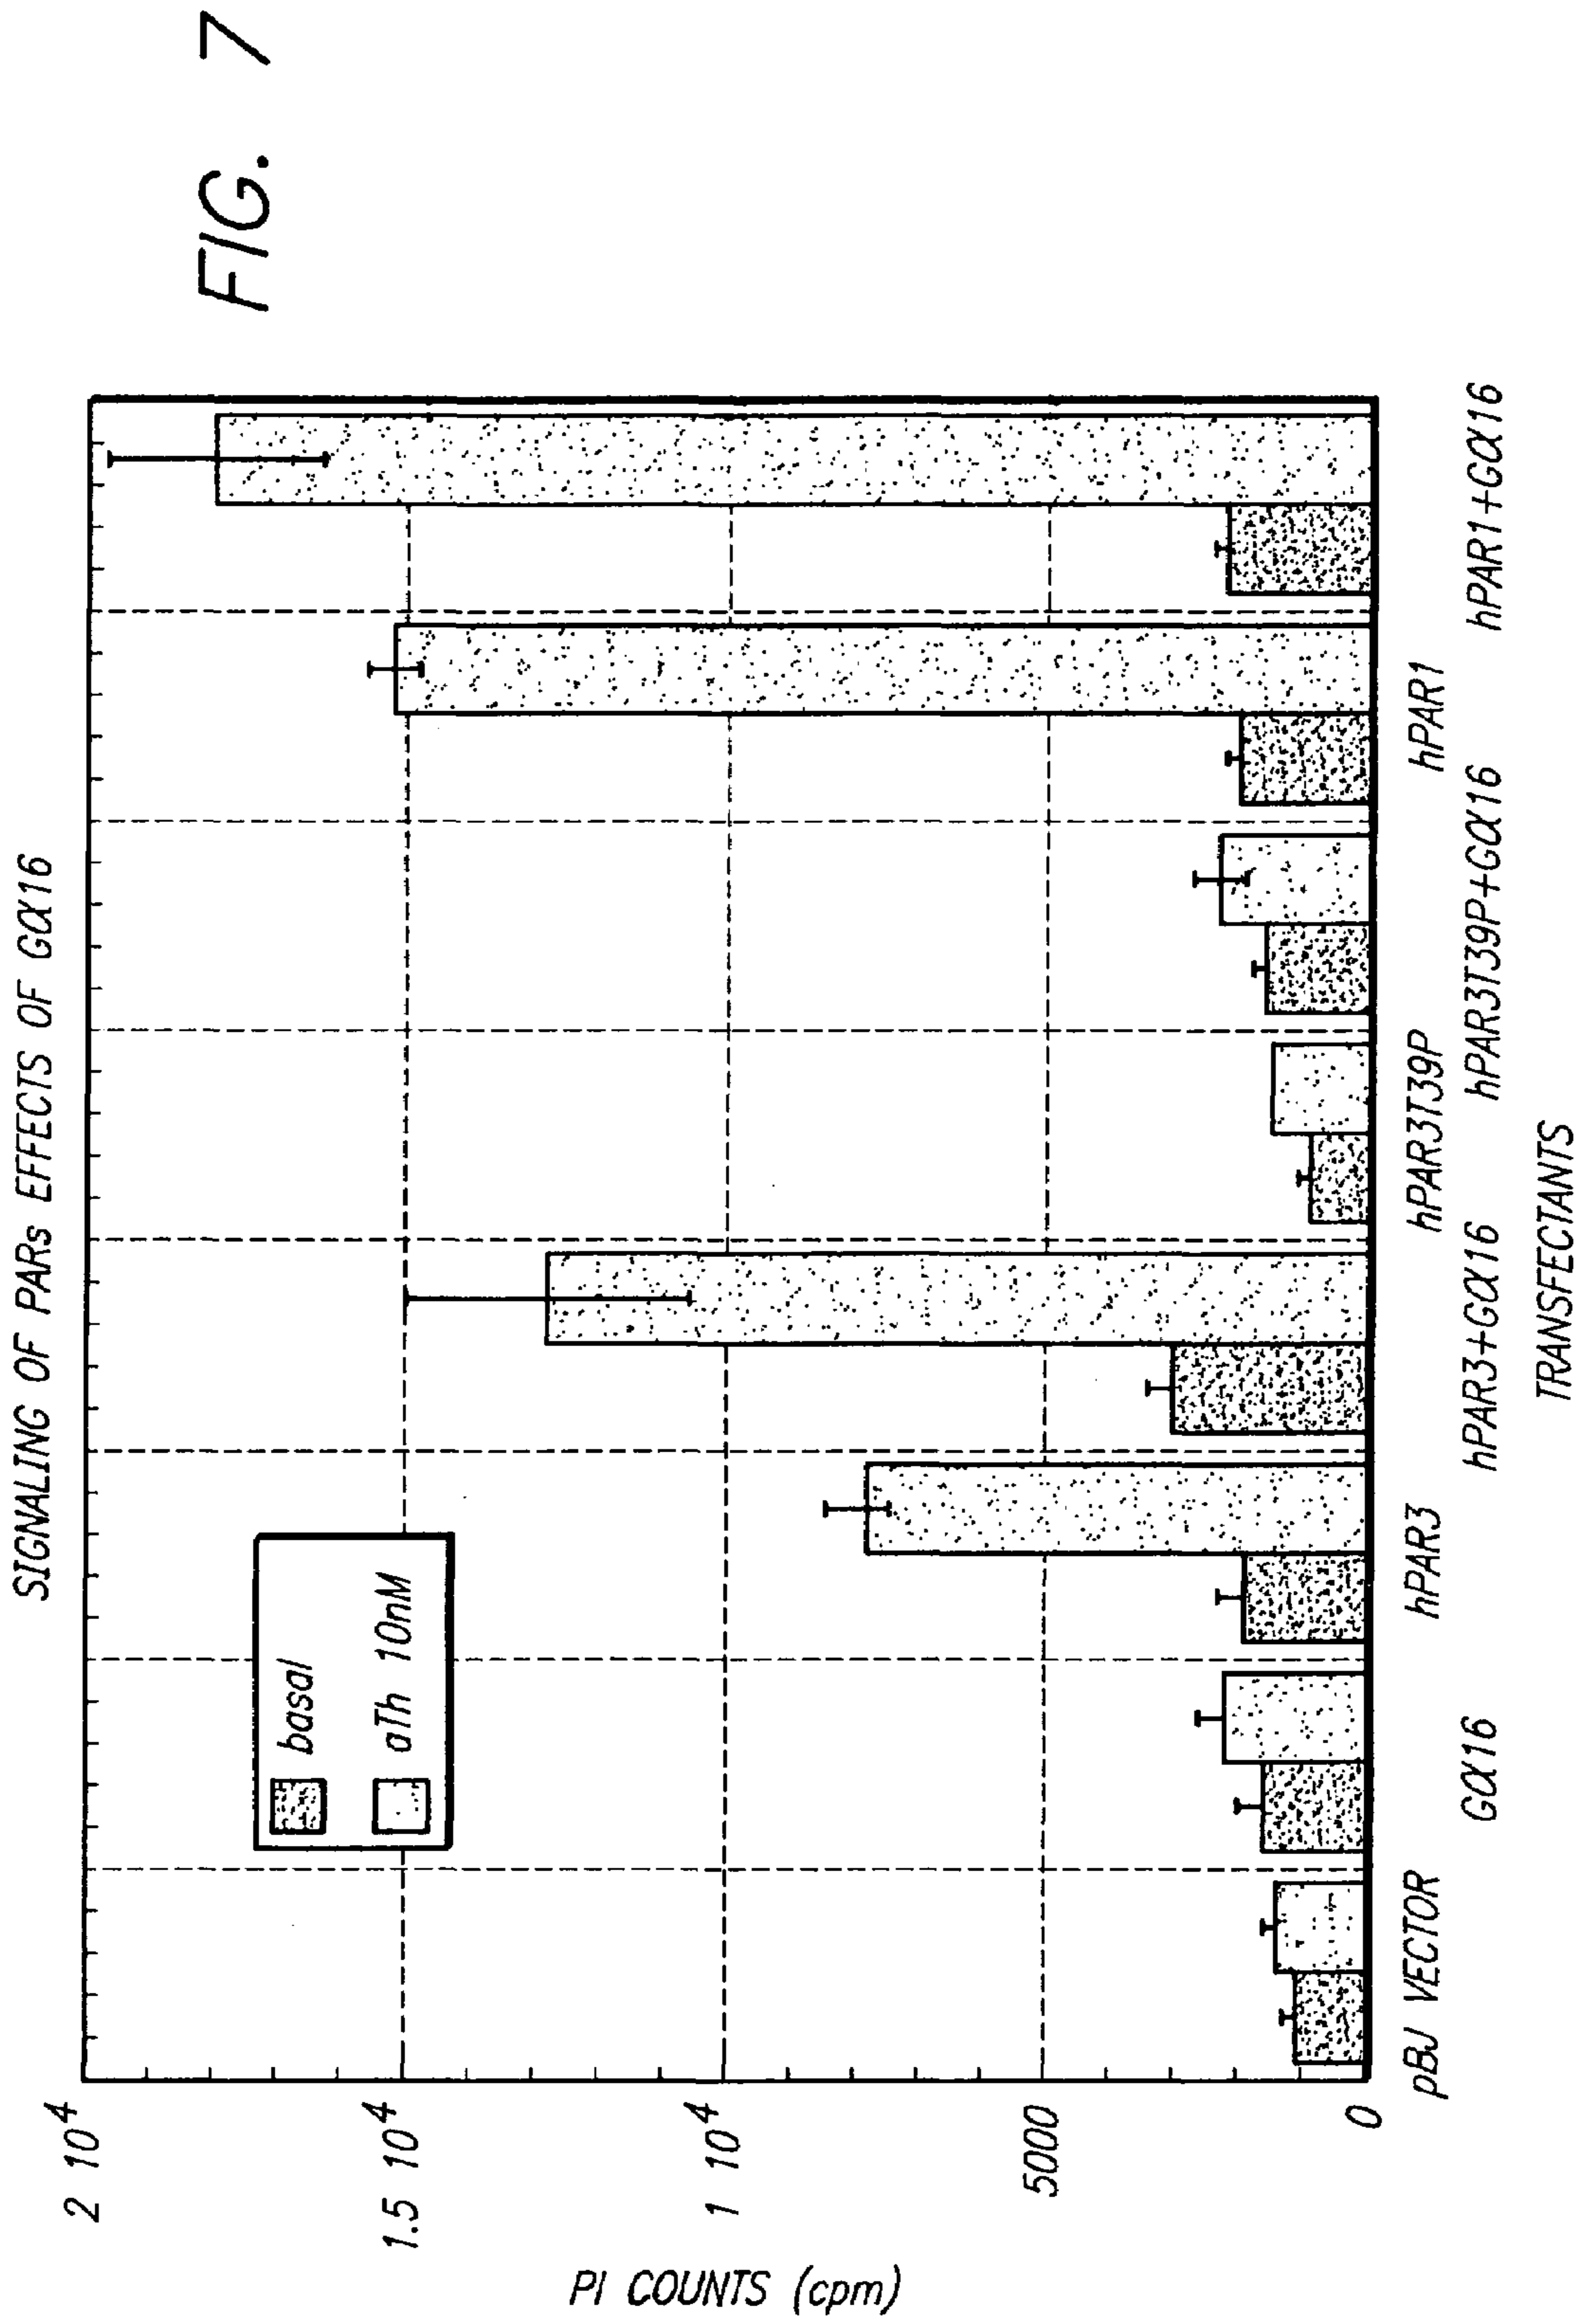 FIG. 7
SIGNALING OF PARs EFFECTS OF Gα16
basal
aTh 10nM
PI COUNTS (cpm)
2 10⁴
1.5 10⁴
1 10⁴
5000
0
pBJ VECTOR
Gα16
hPAR3
hPAR3+Gα16
hPAR3T39P
hPAR3T39P+Gα16
hPAR1
hPAR1+Gα16
TRANSFECTANTS